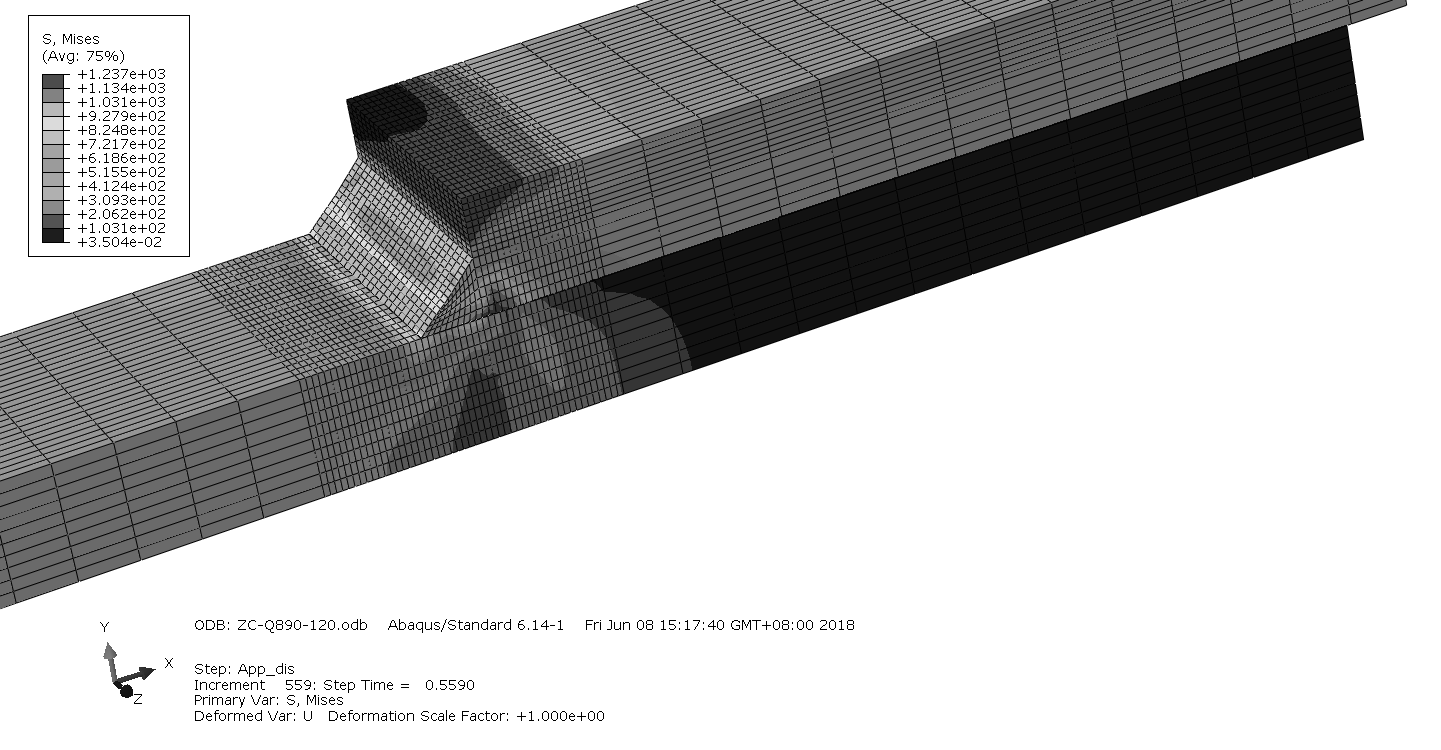 S, Mises
(Avg: 75%)
+1.237e+03
+1.134e+03
+1.031e+03
+9.279e+02
+8.248e+02
+7.217e+02
+6.186e+02
+5.155e+02
+4.124e+02
+3.093e+02
+2.062e+02
+1.031e+02
+3.504e-02
Y
X
Z
ODB: ZC-Q890-120.odb Abaqus/Standard 6.14-1 Fri Jun 08 15:17:40 GMT+08:00 2018
Step: App_dis
Increment 559: Step Time = 0.5590
Primary Var: S, Mises
Deformed Var: U Deformation Scale Factor: +1.000e+00